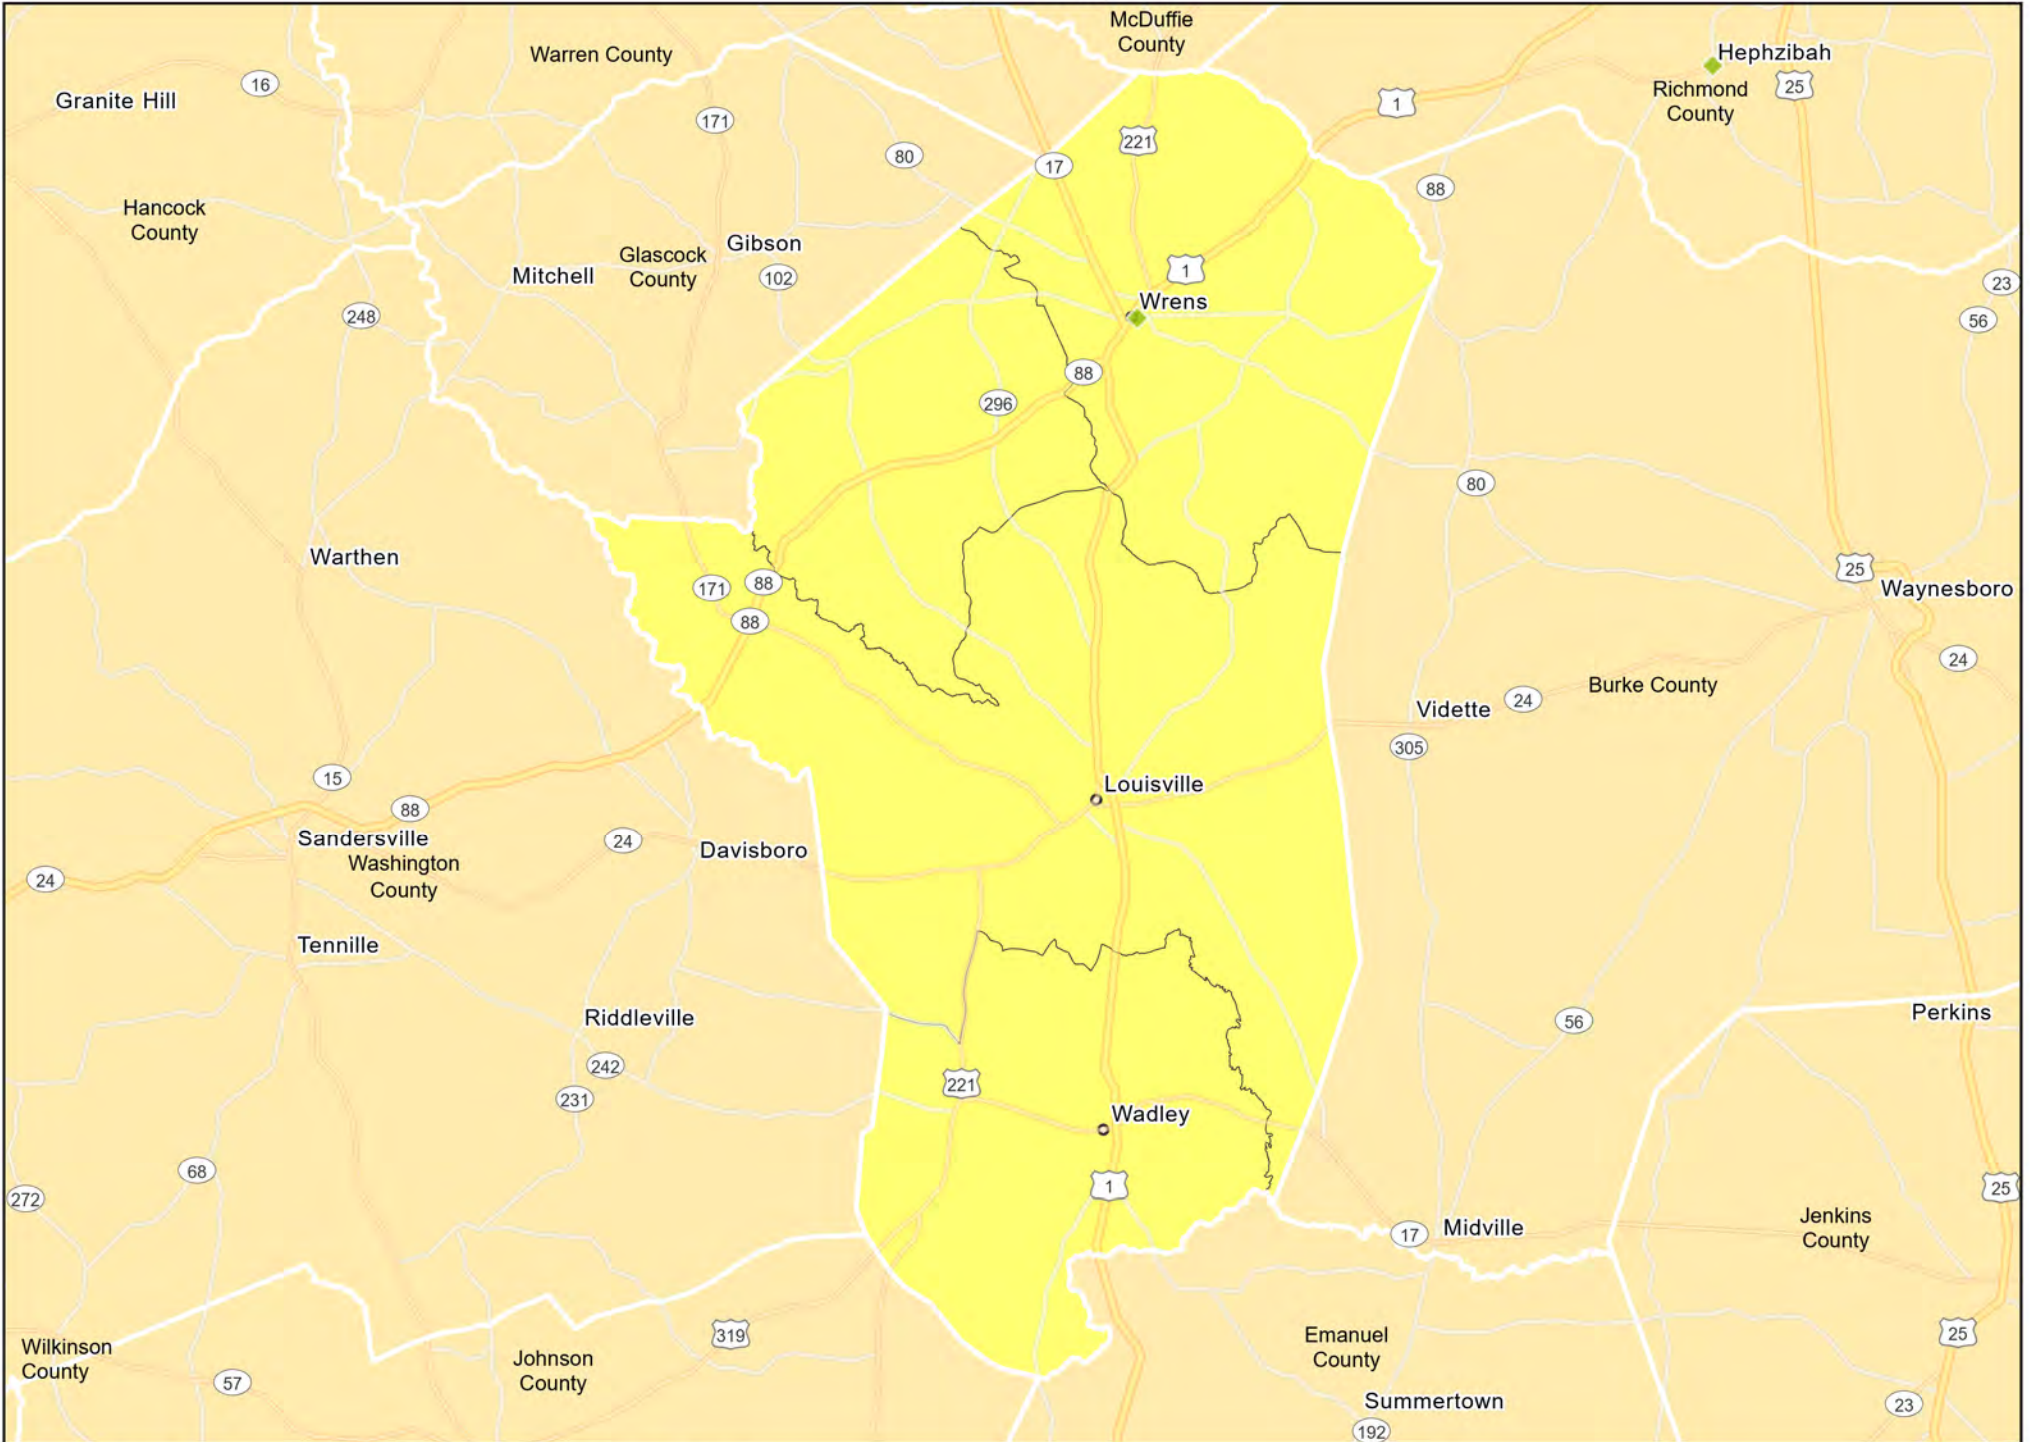 McDuffie
County
Hephzibah
Warren County
16
25
Richmond
County
Granite Hill
1
171
221
80
17
88
Hancock
County
Gibson
Glascock
County
Mitchell
102
1
23
Wrens
248
56
88
296
80
Warthen
25
171
88
Waynesboro
88
24
Burke County
24
Vidette
305
15
Louisville
88
Sandersville
24
Davisboro
Washington
County
24
Tennille
Perkins
Riddleville
56
242
221
231
Wadley
68
1
25
272
Jenkins
County
17
Midville
319
25
Emanuel
County
Wilkinson
County
Johnson
County
57
Summertown
23
192